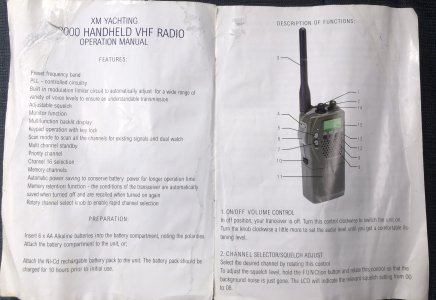 XM YACHTING
000 HANDHELD VHF RADIO
OPERATION MANUAL
FEATURES:
Preset frequency band
PLL - controlled circuitry
Built in modulation limiter circuit to automatically adjust for a wide range of
variety of voice levels to ensure an understandable transmission
Adjustable squelch
Monitor function
Multifunction backlit display
Keypad operation with key lock
Scan mode to scan all the channels for existing signals and dual watch
Multi channel standby
Priority channel
Channel 16 selection
Memory channels
Automatic power saving to conserve battery power for longer operation time
Memory retention function - the conditions of the transceiver are automatically
saved when turned off and are recalled when turned on again
Rotary channel select knob to enable rapid channel selection
PREPARATION:
Insert 6 x AA Alkaline batteries into the battery compartment, noting the polarities.
Attach the battery compartment to the unit, or;
Attach the Ni-Cd rechargeable battery pack to the unit. The battery pack should be
charged for 10 hours prior to initial use.
DESCRIPTION OF FUNCTIONS:
3
1
2
4
5
6
10
11
12
1. ON/OFF VOLUME CONTROL
In off position, your transceiver is off. Turn this control clockwise to switch the unit on.
Turn the knob clockwise a little more to set the audio level until you get a comfortable lis-
tening level.
2. CHANNEL SELECTOR/SQUELCH ADJUST
Select the desired channel by rotating this control
To adjust the squelch level, hold the FUNCtion button and rotate this control so that the
background noise is just gone. The LCD will indicate the relevant squelch setting from 00
to 08.